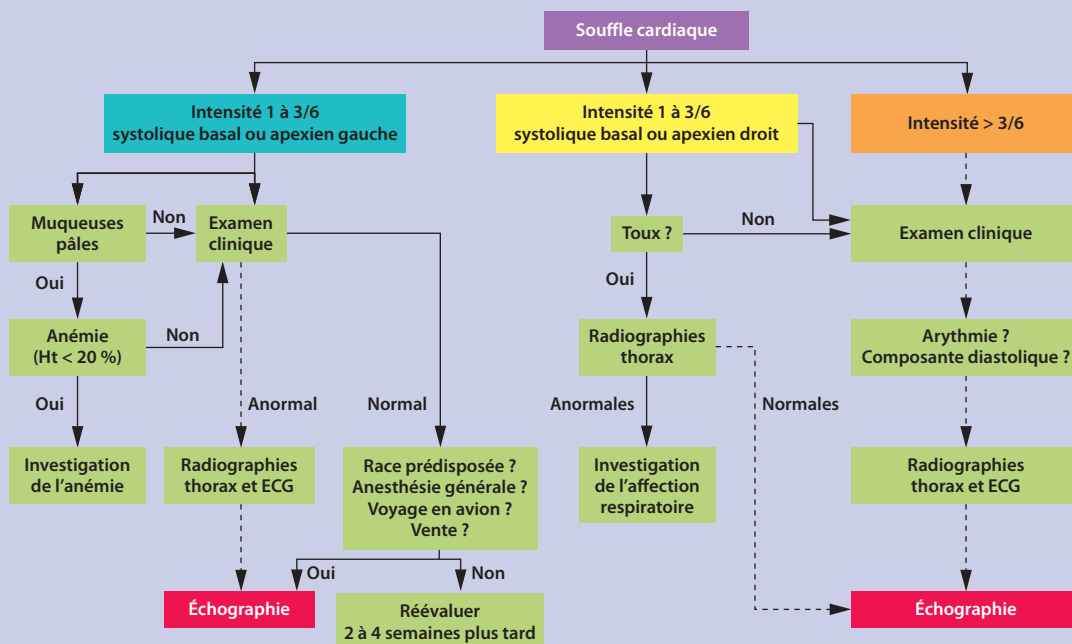 Souffle cardiaque
Intensité 1 à 3/6
systolique basal ou apexien gauche
Intensité 1 à 3/6
systolique basal ou apexien droit
Intensité > 3/6
Muqueuses
pâles
Non
Examen
clinique
Toux ?
Non
Examen clinique
Oui
Oui
Anémie
(Ht < 20 %)
Non
Radiographies
thorax
Arythmie ?
Composante diastolique ?
Oui
Anormal
Normal
Anormales
Normales
Investigation
de l'anémie
Radiographies
thorax et ECG
Race prédisposée ?
Anesthésie générale ?
Voyage en avion ?
Vente ?
Investigation
de l'affection
respiratoire
Radiographies
thorax et ECG
Oui
Non
Échographie
Réévaluer
2 à 4 semaines plus tard
Échographie